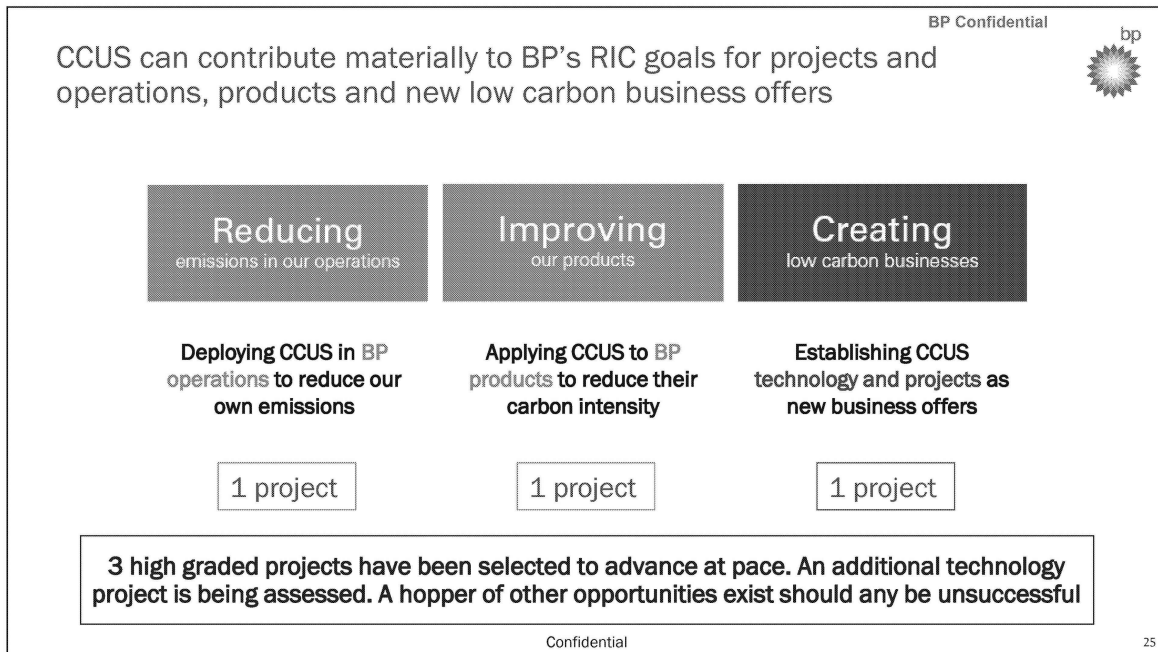 BP Confidential
bp
CCUS can contribute materially to BP's RIC goals for projects and
operations, products and new low carbon business offers
Reducing
emissions in our operations
Improving
our products
Creating
low carbon businesses
Deploying CCUS in BP
operations to reduce our
own emissions
Applying CCUS to BP
products to reduce their
carbon intensity
Establishing CCUS
technology and projects as
new business offers
1 project
1 project
1 project
3 high graded projects have been selected to advance at pace. An additional technology
project is being assessed. A hopper of other opportunities exist should any be unsuccessful
Confidential
25